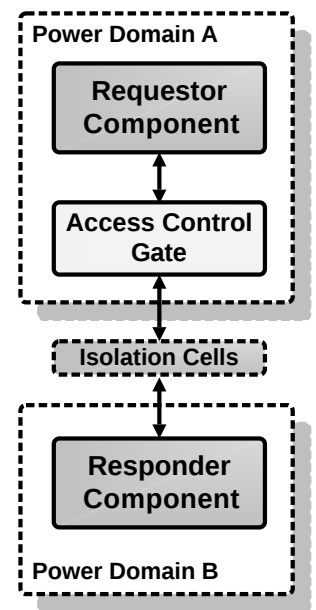 Power Domain A
Requestor
Component
Access Control
Gate
Isolation Cells
Responder
Component
Power Domain B